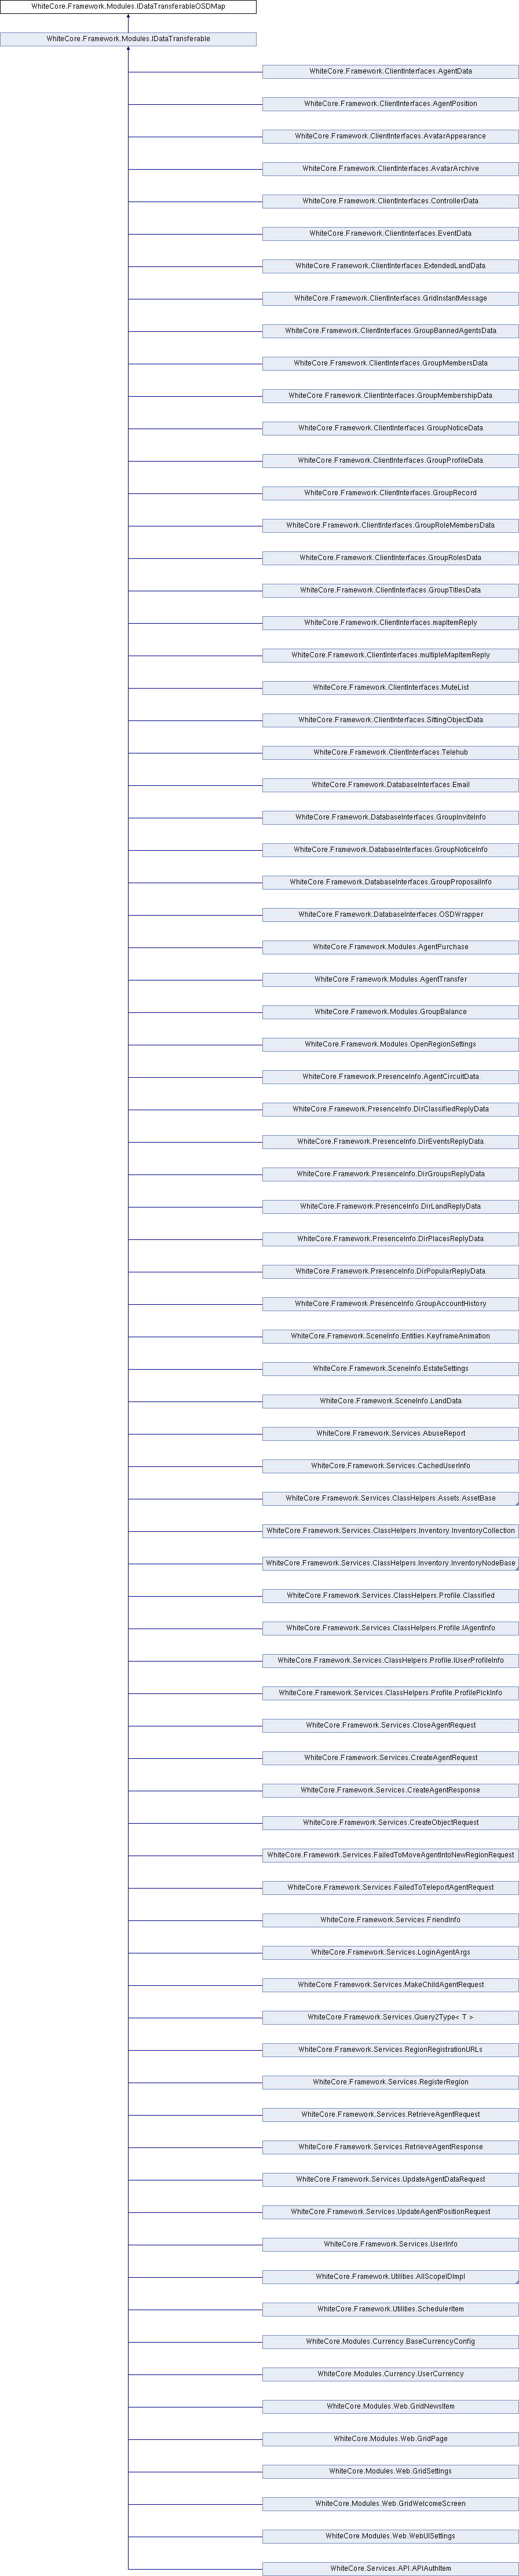 WhiteCore.Framework.Modules.IDataTransferableOSDMap
WhiteCore.Framework.Modules.IDataTransferable
WhiteCore.Framework.ClientInterfaces.AgentData
WhiteCore.Framework.ClientInterfaces.AgentPosition
WhiteCore.Framework.ClientInterfaces.AvatarAppearance
WhiteCore.Framework.ClientInterfaces.AvatarArchive
WhiteCore.Framework.ClientInterfaces.ControllerData
WhiteCore.Framework.ClientInterfaces.EventData
WhiteCore.Framework.ClientInterfaces.ExtendedLandData
WhiteCore.Framework.ClientInterfaces.GridInstantMessage
WhiteCore.Framework.ClientInterfaces.GroupBannedAgentsData
WhiteCore.Framework.ClientInterfaces.GroupMembersData
WhiteCore.Framework.ClientInterfaces.GroupMembershipData
WhiteCore.Framework.ClientInterfaces.GroupNoticeData
WhiteCore.Framework.ClientInterfaces.GroupProfileData
WhiteCore.Framework.ClientInterfaces.GroupRecord
WhiteCore.Framework.ClientInterfaces.GroupRoleMembersData
WhiteCore.Framework.ClientInterfaces.GroupRolesData
WhiteCore.Framework.ClientInterfaces.GroupTitlesData
WhiteCore.Framework.ClientInterfaces.mapItemReply
WhiteCore.Framework.ClientInterfaces.multipleMapItemReply
WhiteCore.Framework.ClientInterfaces.MuteList
WhiteCore.Framework.ClientInterfaces.SittingObjectData
WhiteCore.Framework.ClientInterfaces.Telehub
WhiteCore.Framework.DatabaseInterfaces.Email
WhiteCore.Framework.DatabaseInterfaces.GroupInviteInfo
WhiteCore.Framework.DatabaseInterfaces.GroupNoticeInfo
WhiteCore.Framework.DatabaseInterfaces.GroupProposalInfo
WhiteCore.Framework.DatabaseInterfaces.OSDWrapper
WhiteCore.Framework.Modules.AgentPurchase
WhiteCore.Framework.Modules.AgentTransfer
WhiteCore.Framework.Modules.GroupBalance
WhiteCore.Framework.Modules.OpenRegionSettings
WhiteCore.Framework.PresenceInfo.AgentCircuitData
WhiteCore.Framework.PresenceInfo.DirClassifiedReplyData
WhiteCore.Framework.PresenceInfo.DirEventsReplyData
WhiteCore.Framework.PresenceInfo.DirGroupsReplyData
WhiteCore.Framework.PresenceInfo.DirLandReplyData
WhiteCore.Framework.PresenceInfo.DirPlacesReplyData
WhiteCore.Framework.PresenceInfo.DirPopularReplyData
WhiteCore.Framework.PresenceInfo.GroupAccountHistory
WhiteCore.Framework.SceneInfo.Entities.KeyframeAnimation
WhiteCore.Framework.SceneInfo.EstateSettings
WhiteCore.Framework.SceneInfo.LandData
WhiteCore.Framework.Services.AbuseReport
WhiteCore.Framework.Services.CachedUserInfo
WhiteCore.Framework.Services.ClassHelpers.Assets.AssetBase
WhiteCore.Framework.Services.ClassHelpers.Inventory.InventoryCollection
WhiteCore.Framework.Services.ClassHelpers.Inventory.InventoryNodeBase
WhiteCore.Framework.Services.ClassHelpers.Profile.Classified
WhiteCore.Framework.Services.ClassHelpers.Profile.IAgentInfo
WhiteCore.Framework.Services.ClassHelpers.Profile.IUserProfileInfo
WhiteCore.Framework.Services.ClassHelpers.Profile.ProfilePickInfo
WhiteCore.Framework.Services.CloseAgentRequest
WhiteCore.Framework.Services.CreateAgentRequest
WhiteCore.Framework.Services.CreateAgentResponse
WhiteCore.Framework.Services.CreateObjectRequest
WhiteCore.Framework.Services.FailedToMoveAgentIntoNewRegionRequest
WhiteCore.Framework.Services.FailedToTeleportAgentRequest
WhiteCore.Framework.Services.FriendInfo
WhiteCore.Framework.Services.LoginAgentArgs
WhiteCore.Framework.Services.MakeChildAgentRequest
WhiteCore.Framework.Services.Query2Type< T >
WhiteCore.Framework.Services.RegionRegistrationURLs
WhiteCore.Framework.Services.RegisterRegion
WhiteCore.Framework.Services.RetrieveAgentRequest
WhiteCore.Framework.Services.RetrieveAgentResponse
WhiteCore.Framework.Services.UpdateAgentDataRequest
WhiteCore.Framework.Services.UpdateAgentPositionRequest
WhiteCore.Framework.Services.UserInfo
WhiteCore.Framework.Utilities.AllScopeIDImpl
WhiteCore.Framework.Utilities.SchedulerItem
WhiteCore.Modules.Currency.BaseCurrencyConfig
WhiteCore.Modules.Currency.UserCurrency
WhiteCore.Modules.Web.GridNewsItem
WhiteCore.Modules.Web.GridPage
WhiteCore.Modules.Web.GridSettings
WhiteCore.Modules.Web.GridWelcomeScreen
WhiteCore.Modules.Web.WebUISettings
WhiteCore.Services.API.APIAuthItem